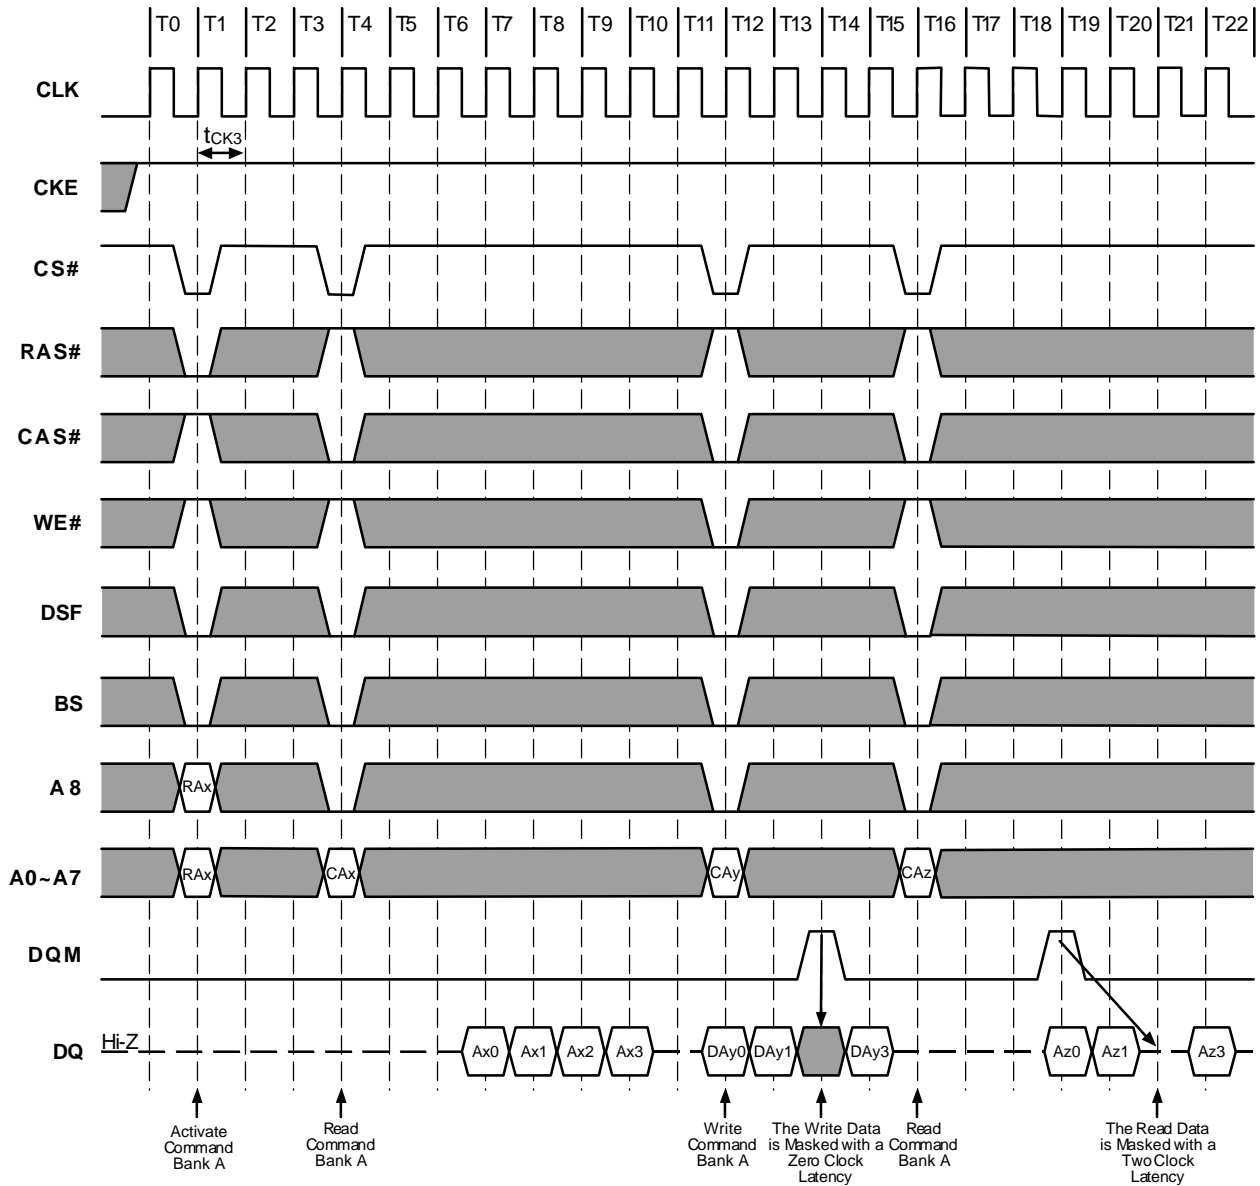 T0 T1 T2 T3 T4 T5 T6 T7 T8 T9 T10 T11 T12 T13 T14 T15 T16 T17 T18 T19 T20 T21 T22
CLK
tCK3
CKE
CS#
RAS#
CAS#
WE#
DSF
BS
A8 RAx
A0~A7 RAx CAx CAy CAz
DQM
DQ Hi-Z Ax0 Ax1 Ax2 Ax3 DAy0 DAy1 DAy3 Az0 Az1 Az3
Activate
Command
Bank A
Read
Command
Bank A
Write
Command
Bank A
The Write Data
is Masked with a
Zero Clock
Latency
Read
Command
Bank A
The Read Data
is Masked with a
Two Clock
Latency